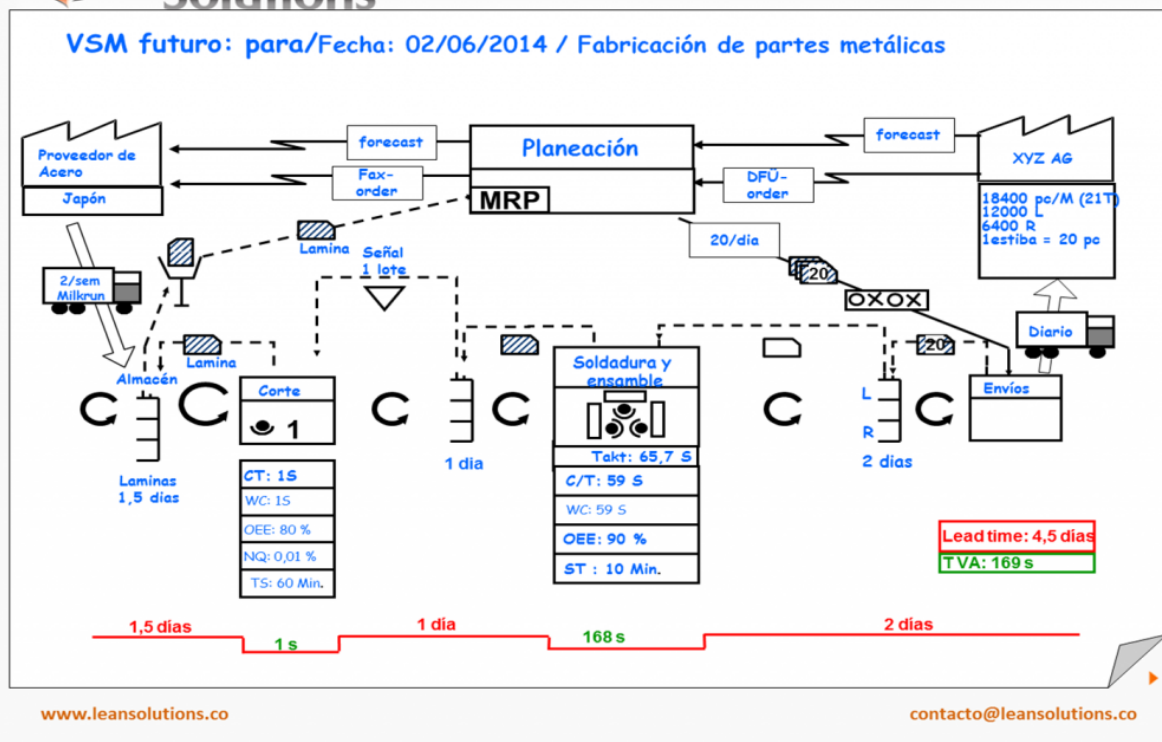 Solutions
VSM futuro: para/Fecha: 02/06/2014 / Fabricación de partes metálicas
Proveedor de
Acero
Japón
forecast
Fax-
order
Planeación
MRP
forecast
DFÜ-
order
XYZ AG
18400 pc/M (21T)
12000 L
6400 R
1estiba = 20 pc
20/dia
20
OXOX
Lamina
Señal
1 lote
2/sem
Milkrun
Diario
Lamina
20
Almacén
Corte
1
Soldadura y
ensamble
L
R
Envíos
Laminas
1,5 dias
1 dia
2 dias
CT: 1S
WC: 1S
OEE: 80 %
NQ: 0,01 %
TS: 60 Min.
Takt: 65,7 S
C/T: 59 S
WC: 59 S
OEE: 90 %
ST : 10 Min.
Lead time: 4,5 días
TVA: 169 s
1,5 días
1 s
1 día
168 s
2 días
www.leansolutions.co
contacto@leansolutions.co